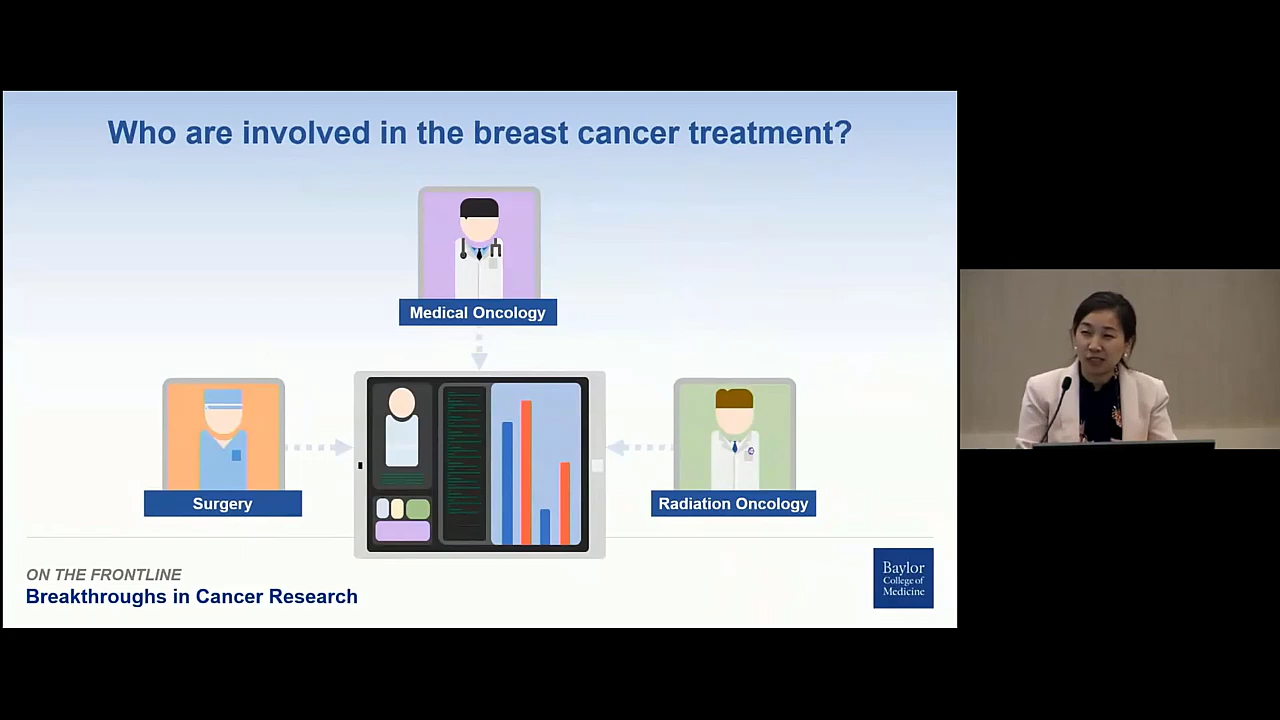 Who are involved in the breast cancer treatment?
Medical Oncology
Surgery
Radiation Oncology
ON THE FRONTLINE
Breakthroughs in Cancer Research
Baylor
College of
Medicine